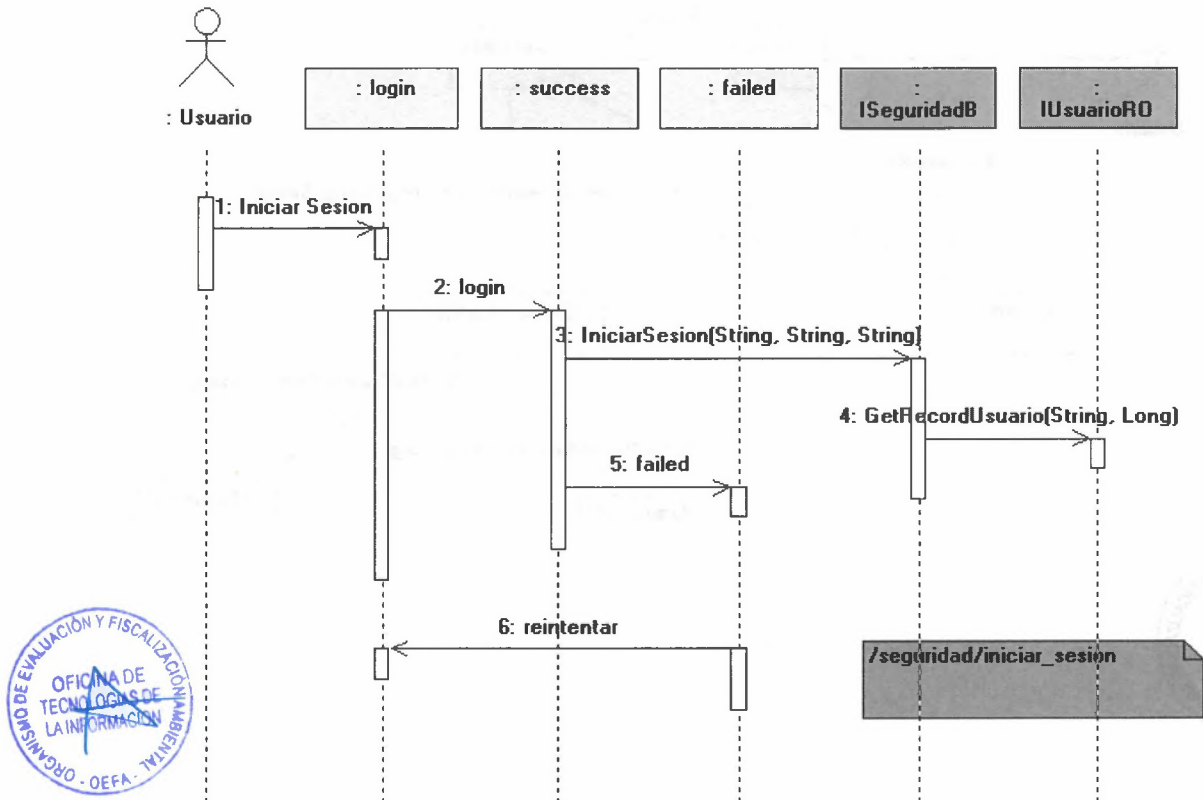 : Usuario
: login
: success
: failed
:
ISeguridadB
:
IUsuarioRO
1: Iniciar Sesion
2: login
3: IniciarSesion(String, String, String)
4: GetRecordUsuario(String, Long)
5: failed
6: reintentar
/seguridad/iniciar_sesion
ORGANISMO DE EVALUACIÓN Y FISCALIZACIÓN AMBIENTAL
OFICINA DE
TECNOLOGIAS DE
LA INFORMACIÓN
- OEFA -